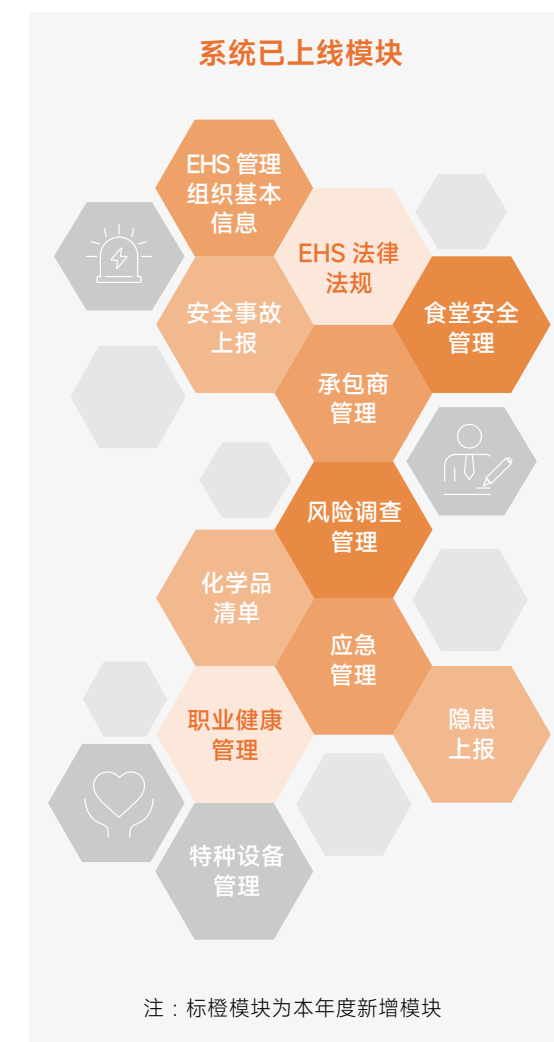 系统已上线模块
EHS 管理
组织基本
信息
EHS 法律
法规
安全事故
上报
食堂安全
管理
承包商
管理
风险调查
管理
化学品
清单
应急
管理
职业健康
管理
隐患
上报
特种设备
管理
注：标橙模块为本年度新增模块